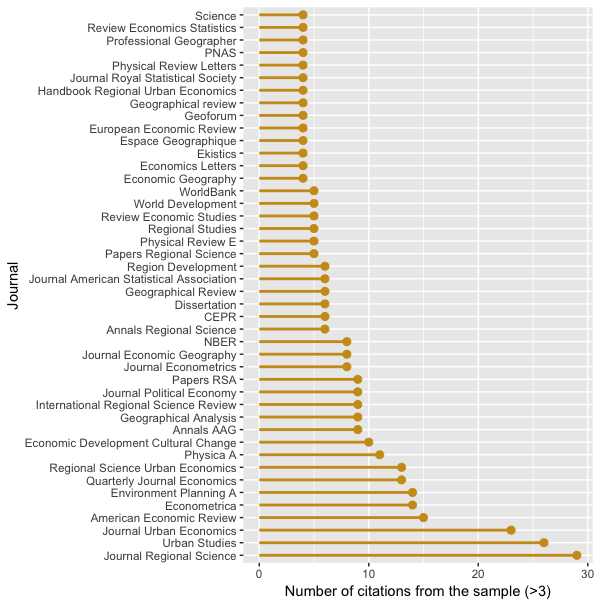 Science
Review Economics Statistics
Professional Geographer
PNAS
Physical Review Letters
Journal Royal Statistical Society
Handbook Regional Urban Economics
Geographical review
Geoforum
European Economic Review
Espace Geographique
Ekistics
Economics Letters
Economic Geography
WorldBank
World Development
Review Economic Studies
Regional Studies
Physical Review E
Papers Regional Science
Region Development
Journal American Statistical Association
Geographical Review
Dissertation
CEPR
Annals Regional Science
NBER
Journal Economic Geography
Journal Econometrics
Papers RSA
Journal Political Economy
International Regional Science Review
Geographical Analysis
Annals AAG
Economic Development Cultural Change
Physica A
Regional Science Urban Economics
Quarterly Journal Economics
Environment Planning A
Econometrica
American Economic Review
Journal Urban Economics
Urban Studies
Journal Regional Science
Journal
0 10 20 30
Number of citations from the sample (>3)